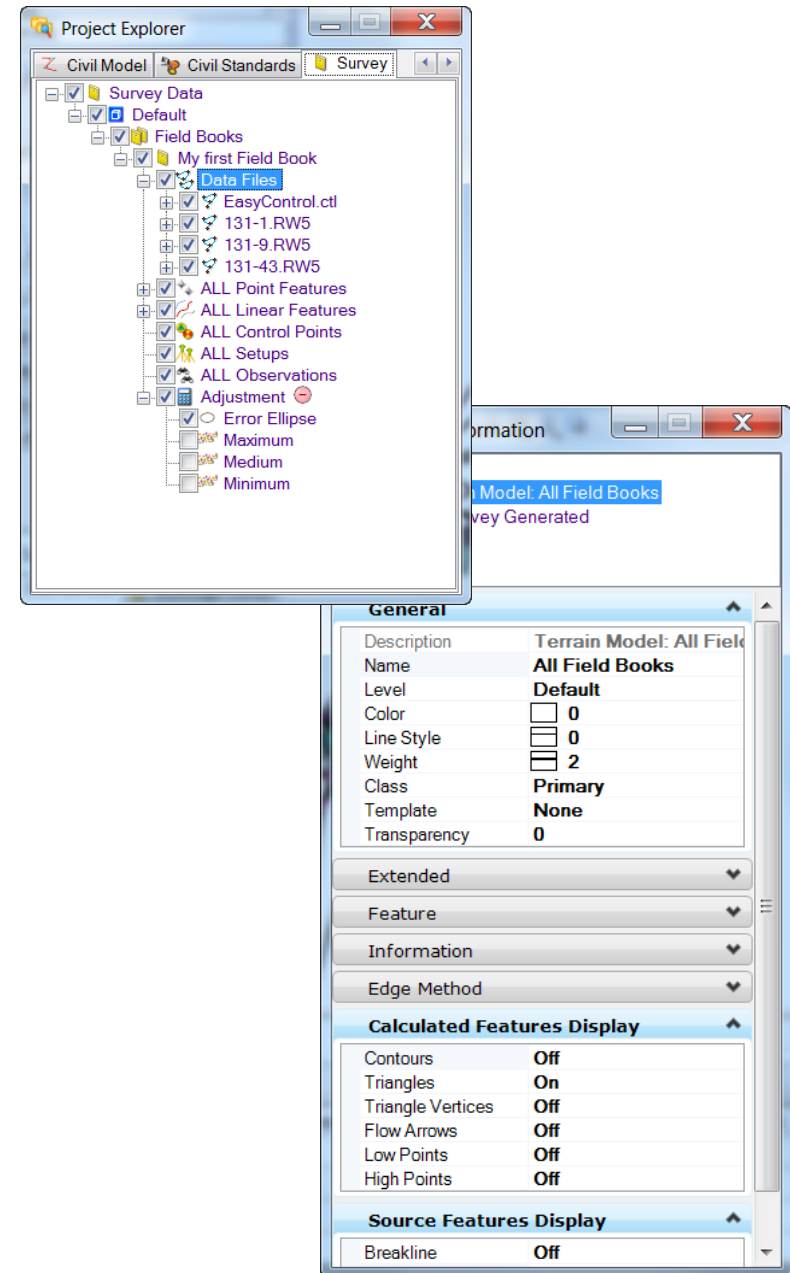 Project Explorer
Civil Model Civil Standards Survey
Survey Data
Default
Field Books
My first Field Book
Data Files
EasyControl.ctl
131-1.RW5
131-9.RW5
131-43.RW5
ALL Point Features
ALL Linear Features
ALL Control Points
ALL Setups
ALL Observations
Adjustment
Error Ellipse
Maximum
Medium
Minimum
ormation
Model: All Field Books
vey Generated
General
Description Terrain Model: All Field
Name All Field Books
Level Default
Color 0
Line Style 0
Weight 2
Class Primary
Template None
Transparency 0
Extended
Feature
Information
Edge Method
Calculated Features Display
Contours Off
Triangles On
Triangle Vertices Off
Flow Arrows Off
Low Points Off
High Points Off
Source Features Display
Breakline Off